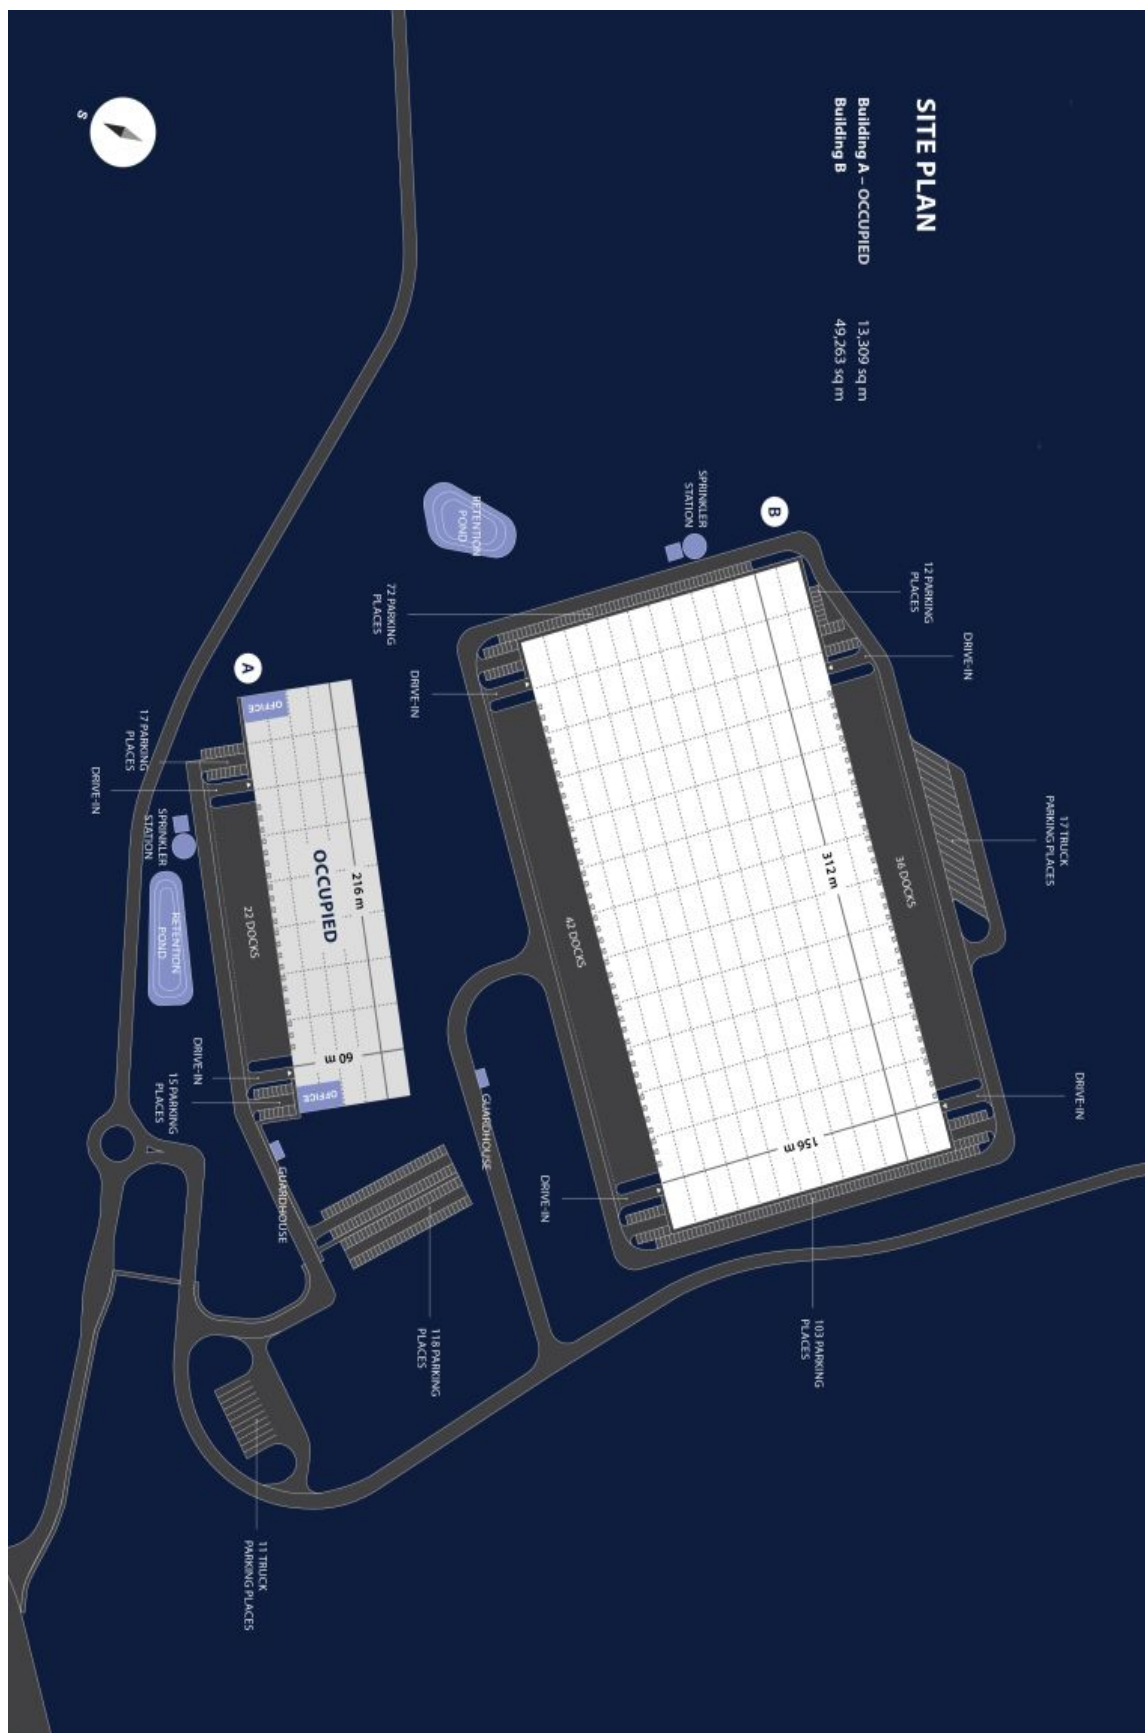 SITE PLAN
Building A – OCCUPIED 13,309 sq m
Building B 49,263 sq m
S
12 PARKING
PLACES
DRIVE-IN
17 TRUCK
PARKING PLACES
DRIVE-IN
B
SPRINKLER
STATION
36 DOCKS
312 m
156 m
103 PARKING
PLACES
RETENTION
POND
72 PARKING
PLACES
DRIVE-IN
42 DOCKS
DRIVE-IN
GUARDHOUSE
118 PARKING
PLACES
A
OFFICE
216 m
OCCUPIED
60 m
OFFICE
22 DOCKS
GUARDHOUSE
11 TRUCK
PARKING PLACES
17 PARKING
PLACES
DRIVE-IN
SPRINKLER
STATION
RETENTION
POND
DRIVE-IN
15 PARKING
PLACES